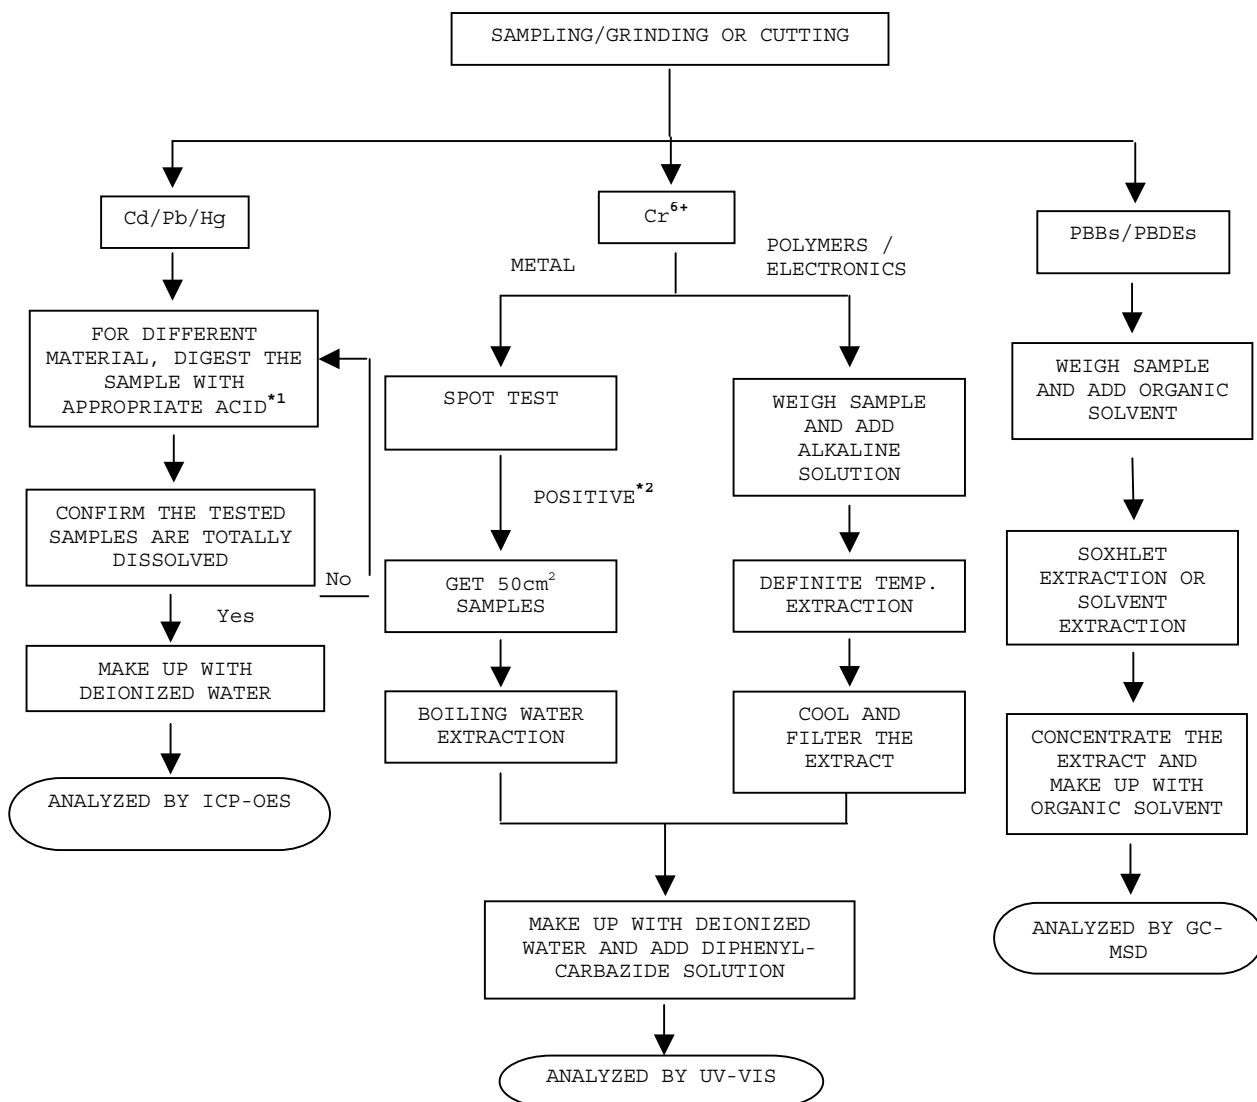 SAMPLING/GRINDING OR CUTTING
Cd/Pb/Hg
FOR DIFFERENT
MATERIAL, DIGEST THE
SAMPLE WITH
APPROPRIATE ACID*1
CONFIRM THE TESTED
SAMPLES ARE TOTALLY
DISSOLVED
No
Yes
MAKE UP WITH
DEIONIZED WATER
ANALYZED BY ICP-OES
Cr6+
METAL
SPOT TEST
POSITIVE*2
GET 50cm2
SAMPLES
BOILING WATER
EXTRACTION
POLYMERS /
ELECTRONICS
WEIGH SAMPLE
AND ADD
ALKALINE
SOLUTION
DEFINITE TEMP.
EXTRACTION
COOL AND
FILTER THE
EXTRACT
MAKE UP WITH DEIONIZED
WATER AND ADD DIPHENYL-
CARBAZIDE SOLUTION
ANALYZED BY UV-VIS
PBBs/PBDEs
WEIGH SAMPLE
AND ADD ORGANIC
SOLVENT
SOXHLET
EXTRACTION OR
SOLVENT
EXTRACTION
CONCENTRATE THE
EXTRACT AND
MAKE UP WITH
ORGANIC SOLVENT
ANALYZED BY GC-
MSD